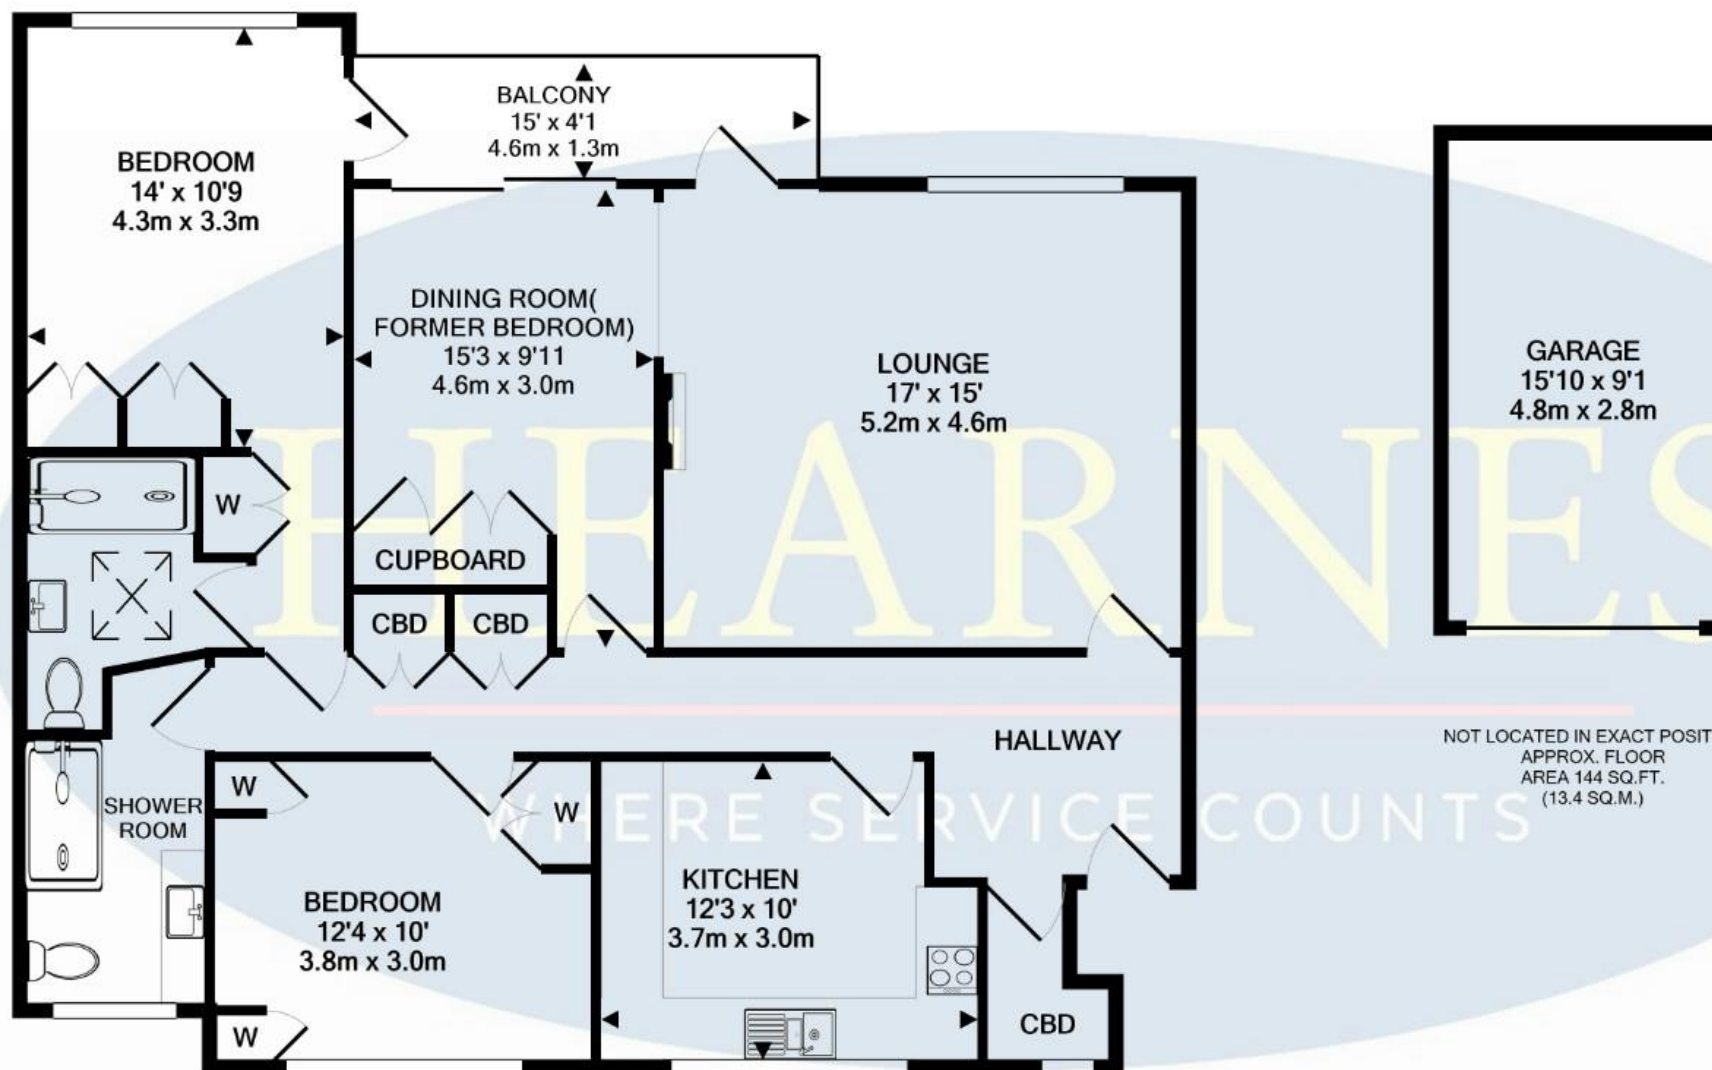 BALCONY
15' x 4'1
4.6m x 1.3m
BEDROOM
14' x 10'9
4.3m x 3.3m
DINING ROOM(
FORMER BEDROOM)
15'3 x 9'11
4.6m x 3.0m
LOUNGE
17' x 15'
5.2m x 4.6m
GARAGE
15'10 x 9'1
4.8m x 2.8m
HEARNES
W
CUPBOARD
CBD
CBD
HALLWAY
NOT LOCATED IN EXACT POSIT
APPROX. FLOOR
AREA 144 SQ.FT.
(13.4 SQ.M.)
WHERE SERVICE COUNTS
SHOWER
ROOM
W
W
BEDROOM
12'4 x 10'
3.8m x 3.0m
KITCHEN
12'3 x 10'
3.7m x 3.0m
W
CBD